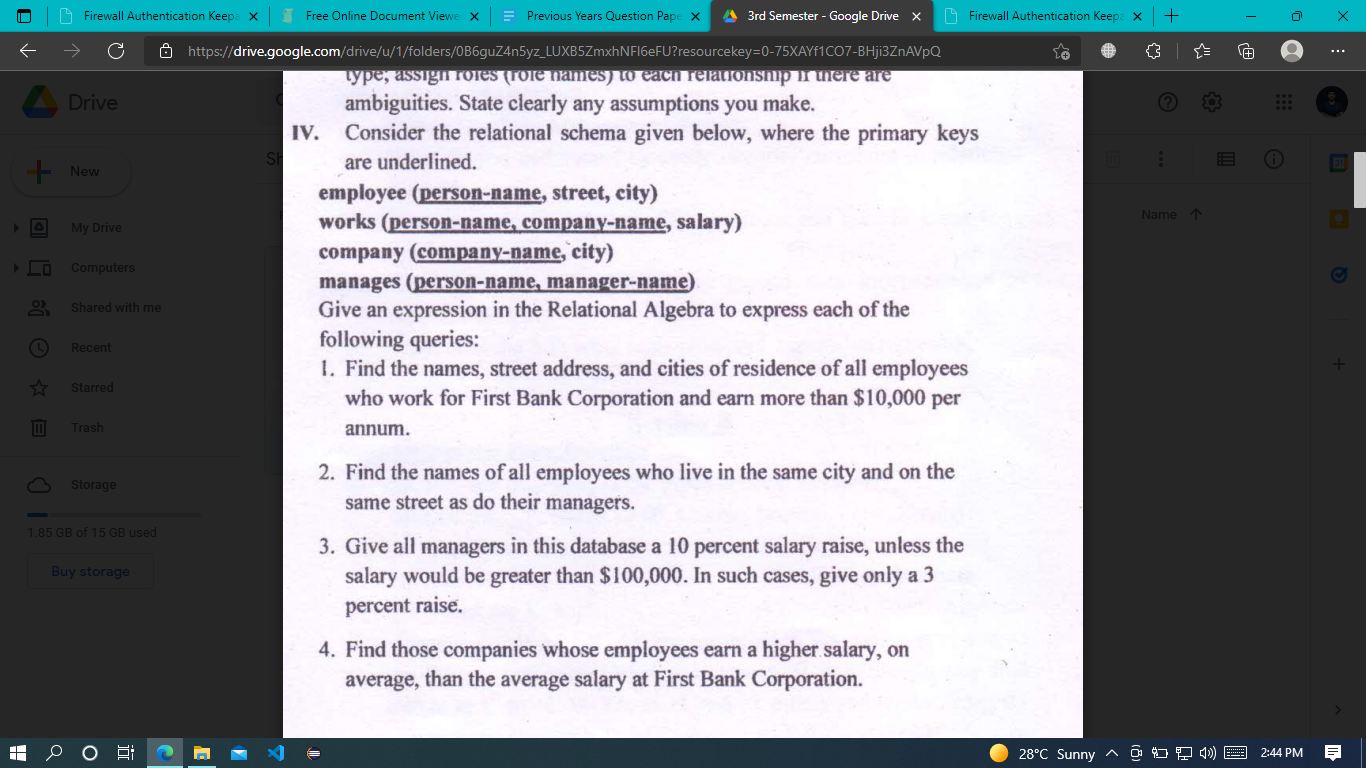 Firewall Authentication Keepa
Free Online Document Viewe
Previous Years Question Pape
3rd Semester - Google Drive
Firewall Authentication Keepa
https://drive.google.com/drive/u/1/folders/0B6guZ4n5yz_LUXB5ZmxhNFI6eFU?resourcekey=0-75XAYf1CO7-BHji3ZnAVpQ
Drive
New
My Drive
Computers
Shared with me
Recent
Starred
Trash
Storage
1.85 GB of 15 GB used
Buy storage
Name
type; assign roles (role names) to each relationship if there are
ambiguities. State clearly any assumptions you make.
IV. Consider the relational schema given below, where the primary keys
are underlined.
employee (person-name, street, city)
works (person-name, company-name, salary)
company (company-name, city)
manages (person-name, manager-name)
Give an expression in the Relational Algebra to express each of the
following queries:
1. Find the names, street address, and cities of residence of all employees
who work for First Bank Corporation and earn more than $10,000 per
annum.
2. Find the names of all employees who live in the same city and on the
same street as do their managers.
3. Give all managers in this database a 10 percent salary raise, unless the
salary would be greater than $100,000. In such cases, give only a 3
percent raise.
4. Find those companies whose employees earn a higher salary, on
average, than the average salary at First Bank Corporation.
28°C Sunny
2:44 PM